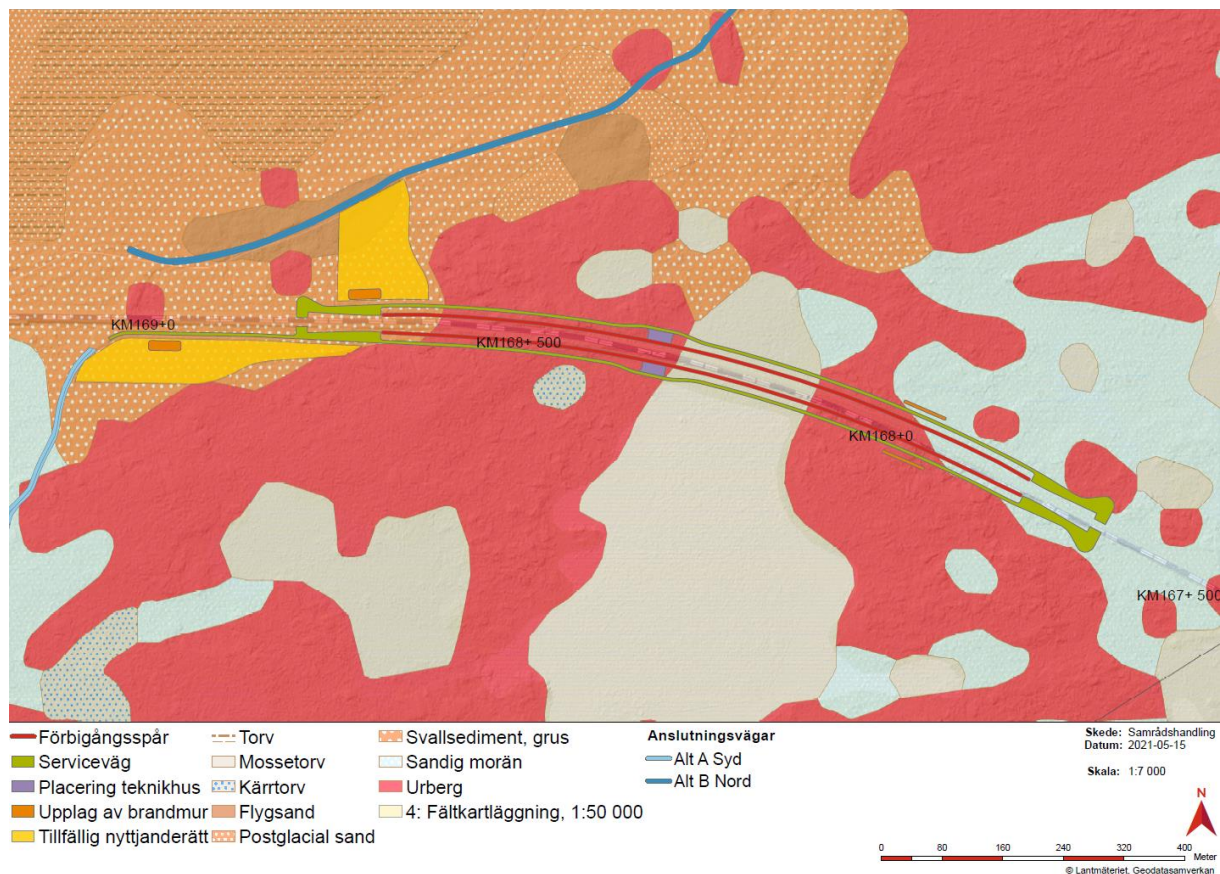 KM169+0
KM168+ 500
KM168+0
KM167+ 500
Förbigångsspår
Serviceväg
Placering teknikhus
Upplag av brandmur
Tillfällig nyttjanderätt
Torv
Mossetorv
Kärrtorv
Flygsand
Postglacial sand
Svallsediment, grus
Sandig morän
Urberg
4: Fältkartläggning, 1:50 000
Anslutningsvägar
Alt A Syd
Alt B Nord
Skede: Samrådshandling
Datum: 2021-05-15
Skala: 1:7 000
N
0 80 160 240 320 400
Meter
© Lantmäteriet, Geodatasamverkan